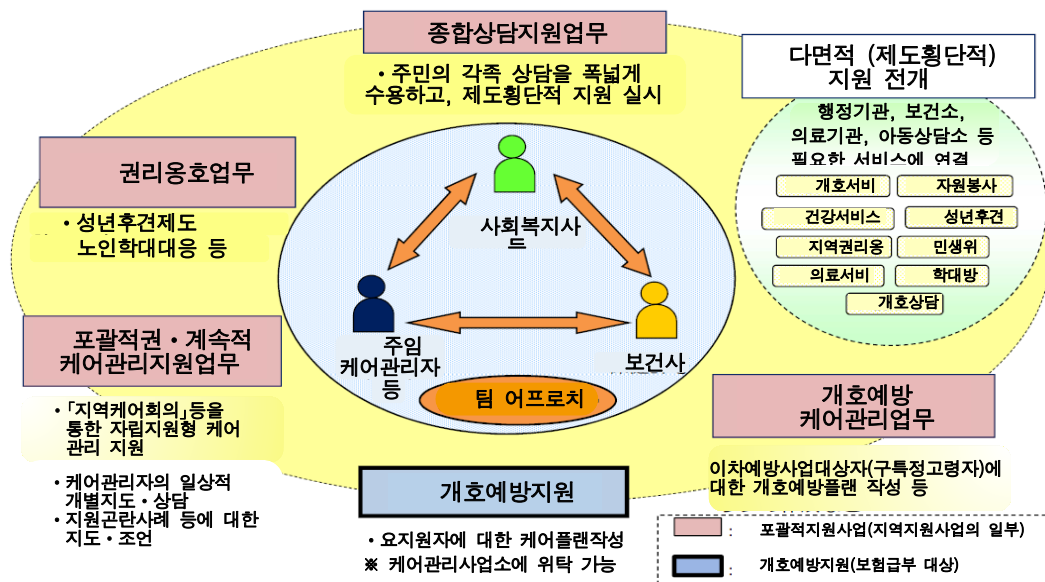 종합상담지원업무
• 주민의 각족 상담을 폭넓게
수용하고, 제도횡단적 지원 실시
다면적 (제도횡단적)
지원 전개
행정기관, 보건소,
의료기관, 아동상담소 등
필요한 서비스에 연결
개호서비
자원봉사
건강서비스
성년후견
지역권리옹
민생위
의료서비
학대방
개호상담
권리옹호업무
• 성년후견제도
노인학대대응 등
사회복지사
주임
케어관리자
등
보건사
팀 어프로치
포괄적권・계속적
케어관리지원업무
• 「지역케어회의」등을
통한 자립지원형 케어
관리 지원
• 케어관리자의 일상적
개별지도・상담
• 지원곤란사례 등에 대한
지도・조언
개호예방지원
• 요지원자에 대한 케어플랜작성
※ 케어관리사업소에 위탁 가능
개호예방
케어관리업무
이차예방사업대상자(구특정고령자)에
대한 개호예방플랜 작성 등
: 포괄적지원사업(지역지원사업의 일부)
: 개호예방지원(보험급부 대상)